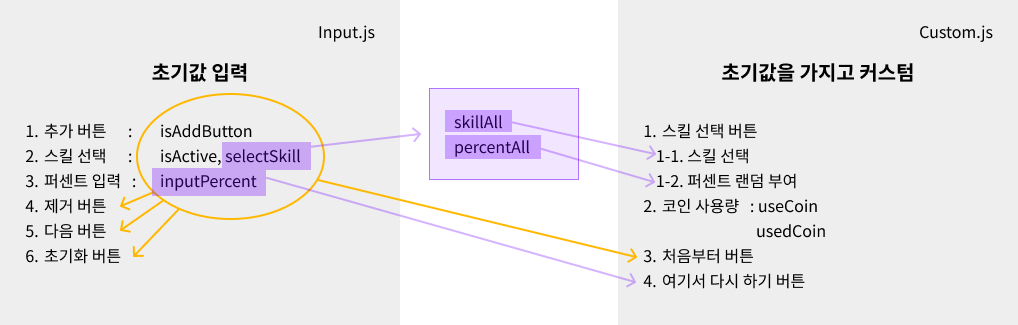 Input.js
초기값 입력
1. 추가 버튼 : isAddButton
2. 스킬 선택 : isActive, selectSkill
3. 퍼센트 입력 : inputPercent
4. 제거 버튼
5. 다음 버튼
6. 초기화 버튼
skillAll
percentAll
Custom.js
초기값을 가지고 커스텀
1. 스킬 선택 버튼
1-1. 스킬 선택
1-2. 퍼센트 랜덤 부여
2. 코인 사용량 : useCoin
usedCoin
3. 처음부터 버튼
4. 여기서 다시 하기 버튼